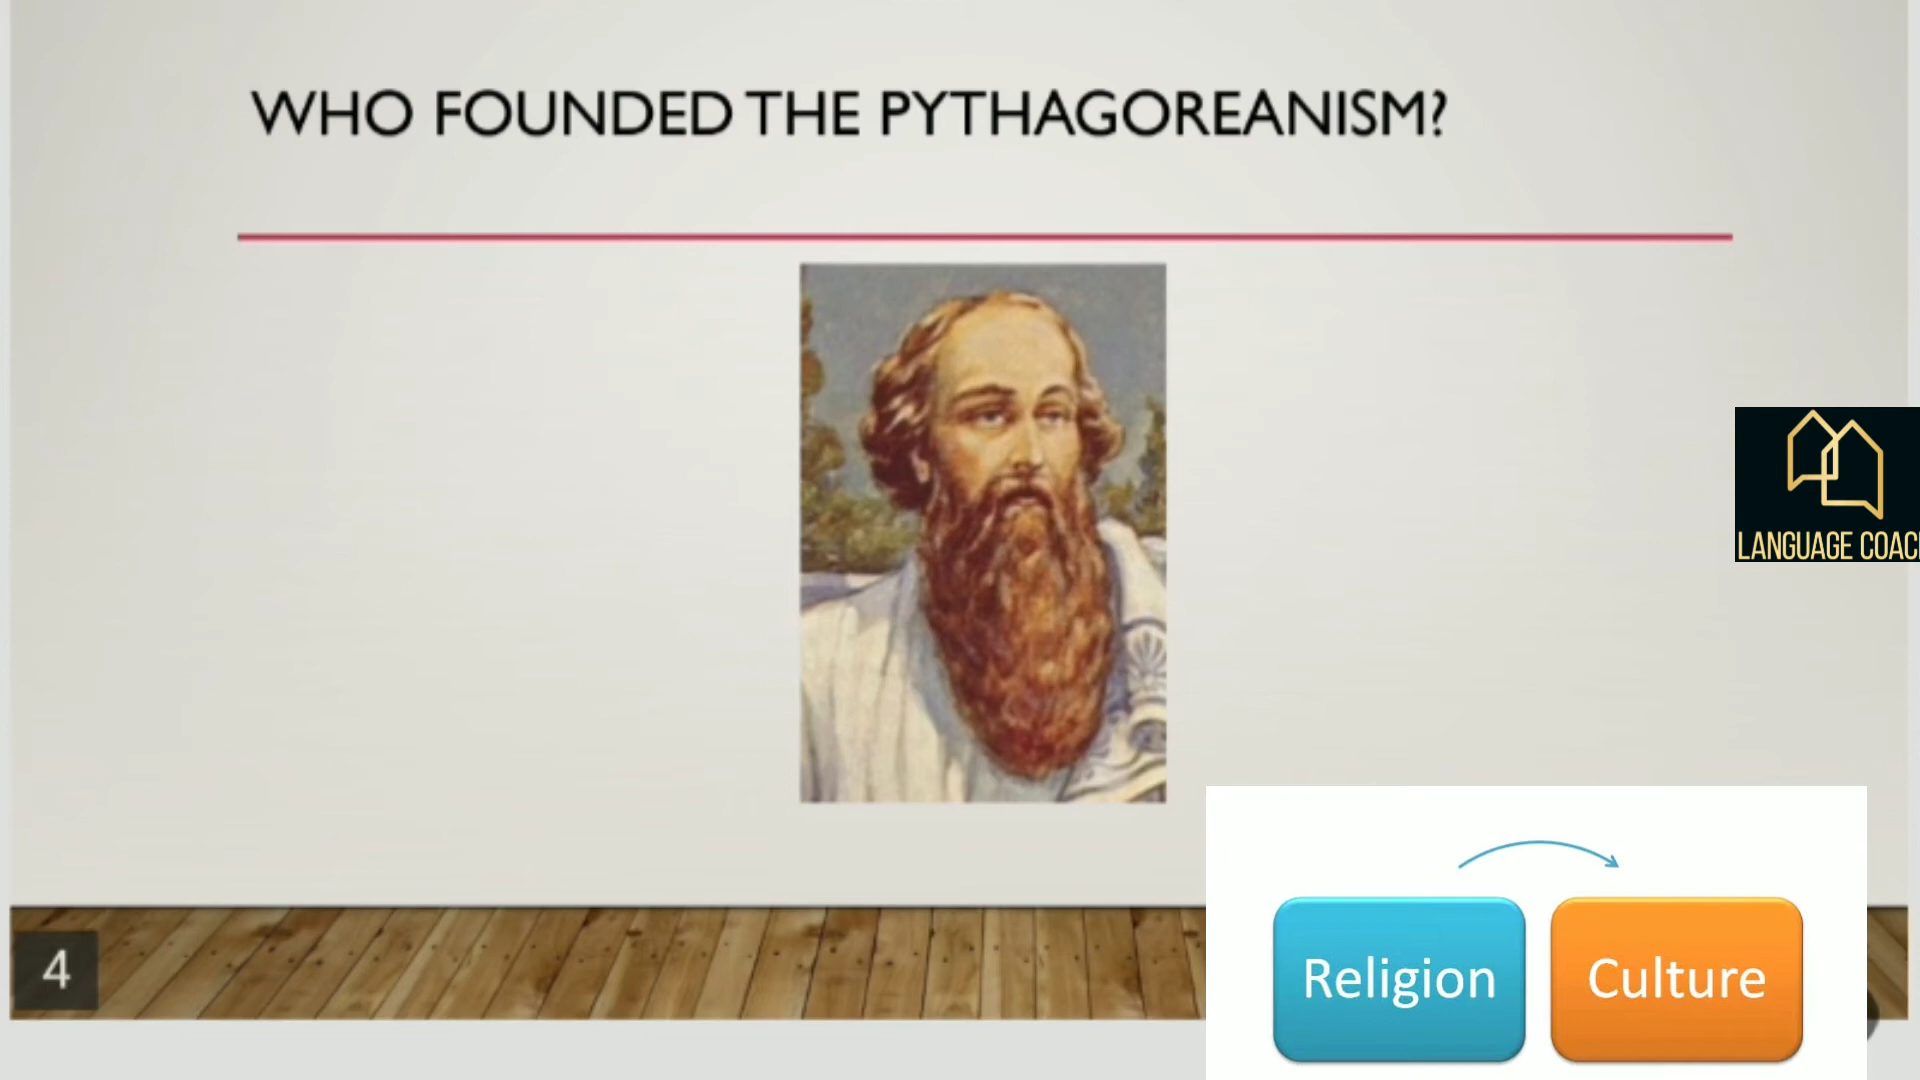 WHO FOUNDED THE PYTHAGOREANISM?
LANGUAGE COAC
Religion
Culture
4